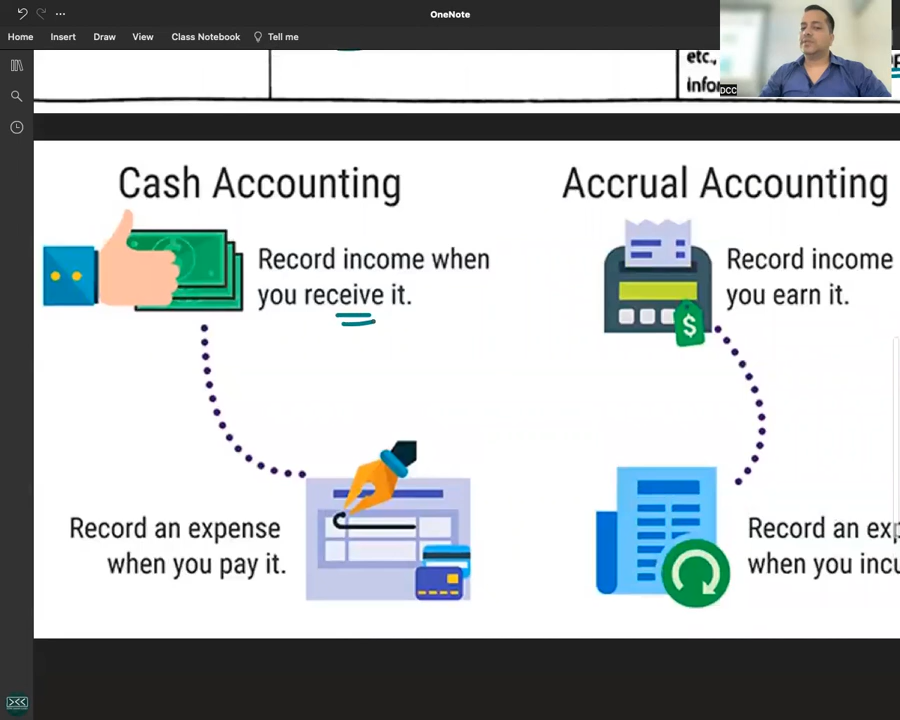 OneNote
Home Insert Draw View Class Notebook Tell me
etc.,
DCC
Cash Accounting
Accrual Accounting
Record income when
you receive it.
Record income
you earn it.
$
Record an expense
when you pay it.
Record an exp
when you incu